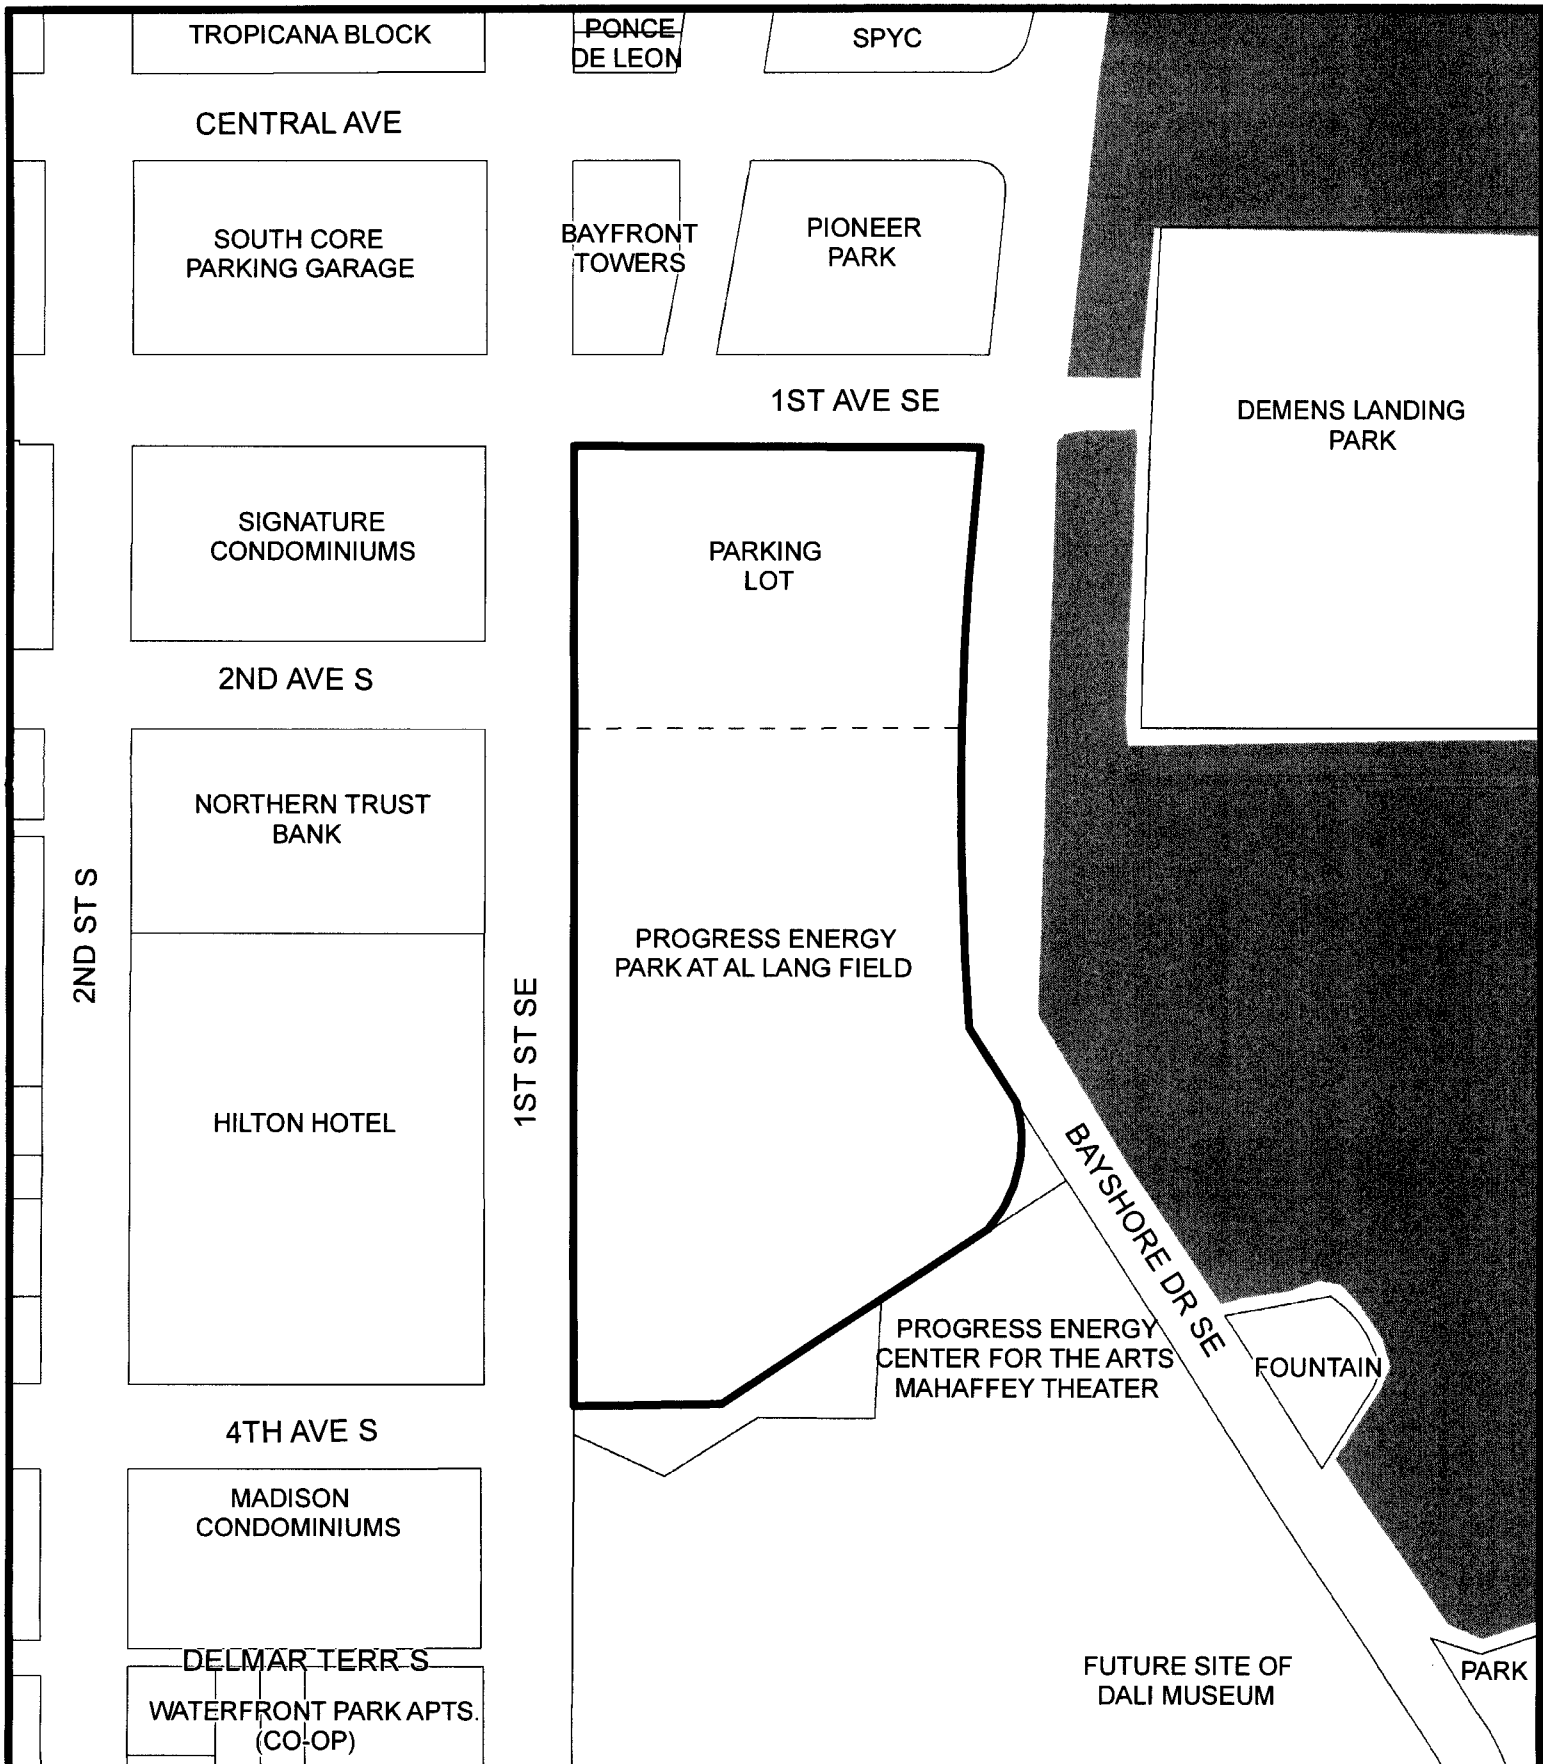 TROPICANA BLOCK
PONCE
DE LEON
SPYC
CENTRAL AVE
SOUTH CORE
PARKING GARAGE
BAYFRONT
TOWERS
PIONEER
PARK
1ST AVE SE
DEMENS LANDING
PARK
SIGNATURE
CONDOMINIUMS
PARKING
LOT
2ND AVE S
NORTHERN TRUST
BANK
2ND ST S
PROGRESS ENERGY
PARK AT AL LANG FIELD
1ST ST SE
HILTON HOTEL
BAYSHORE DR SE
PROGRESS ENERGY
CENTER FOR THE ARTS
MAHAFFEY THEATER
FOUNTAIN
4TH AVE S
MADISON
CONDOMINIUMS
DELMAR TERR S
WATERFRONT PARK APTS.
(CO-OP)
FUTURE SITE OF
DALI MUSEUM
PARK